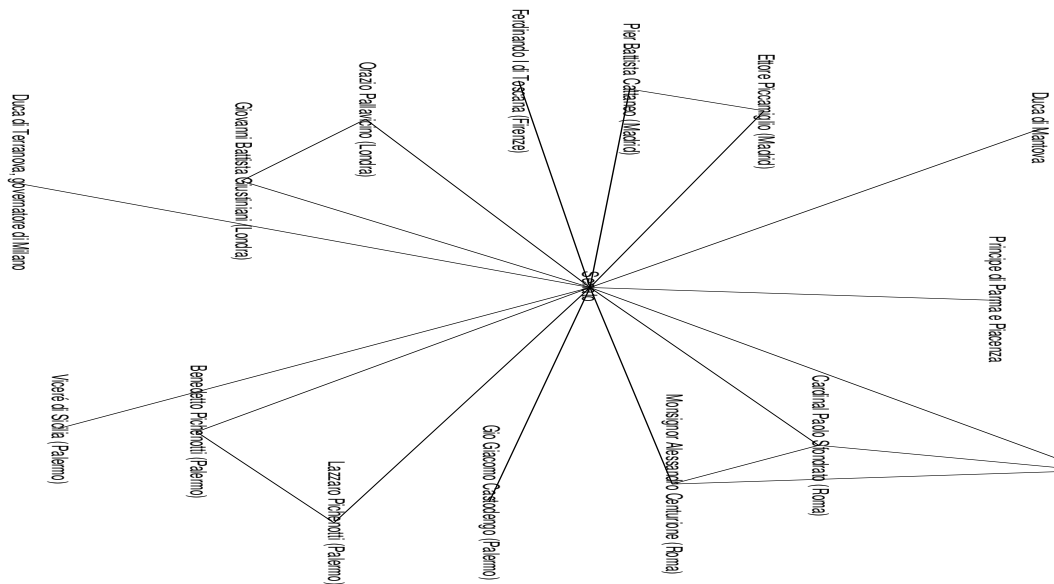 Duca di Mantova
Principe di Parma e Piacenza
Cardinal Paolo Sfondrato (Roma)
Ettore Piccamiglio (Madrid)
Monsignor Alessandro Centurione (Roma)
Pier Battista Cattaneo (Madrid)
Ferdinando I di Toscana (Firenze)
Gio Giacomo Castodengo (Palermo)
Orazio Pallavicino (Londra)
Lazzaro Pichenotti (Palermo)
Giovanni Battista Giustiniani (Londra)
Benedetto Pichenotti (Palermo)
Viceré di Sicilia (Palermo)
Duca di Terranova, governatore di Milano